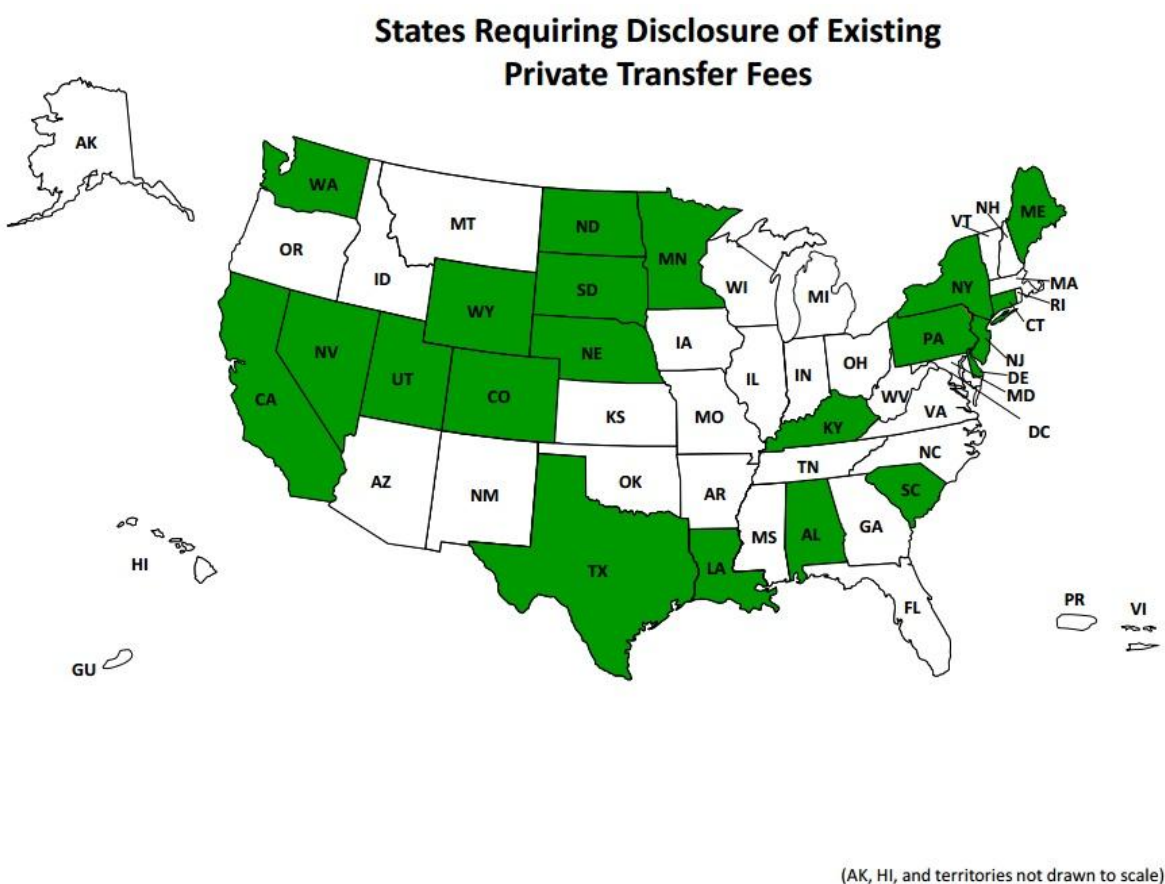 States Requiring Disclosure of Existing
Private Transfer Fees
AK
WA
MT
ND
MN
OR
ID
WY
SD
WI
MI
NH
VT
ME
NY
MA
RI
CT
PA
NJ
DE
MD
DC
NV
UT
CO
NE
IA
IL
IN
OH
WV
VA
CA
KS
MO
KY
NC
TN
SC
AZ
NM
OK
AR
MS
AL
GA
TX
LA
FL
HI
GU
PR
VI
(AK, HI, and territories not drawn to scale)